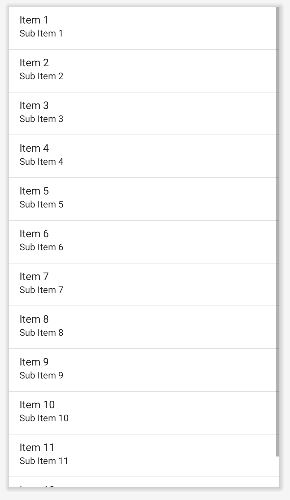 Item 1
Sub Item 1
Item 2
Sub Item 2
Item 3
Sub Item 3
Item 4
Sub Item 4
Item 5
Sub Item 5
Item 6
Sub Item 6
Item 7
Sub Item 7
Item 8
Sub Item 8
Item 9
Sub Item 9
Item 10
Sub Item 10
Item 11
Sub Item 11